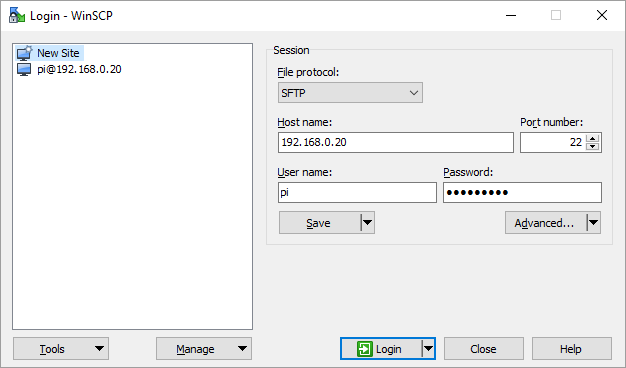 Login - WinSCP
New Site
pi@192.168.0.20
Session
File protocol:
SFTP
Host name:
Port number:
192.168.0.20
22
User name:
Password:
pi
●●●●●●●●●
Save
Advanced...
Tools
Manage
Login
Close
Help